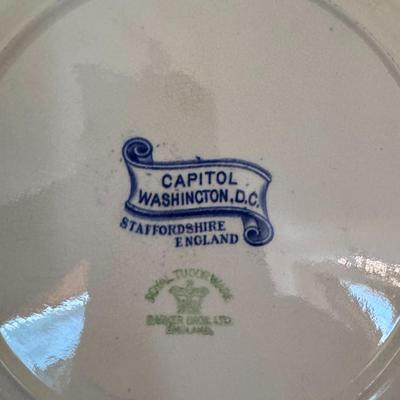 CAPITOL
WASHINGTON, D.C.
STAFFORDSHIRE
ENGLAND
ROYAL TUDOR WARE
BARKER BROS. LTD.
ENGLAND.